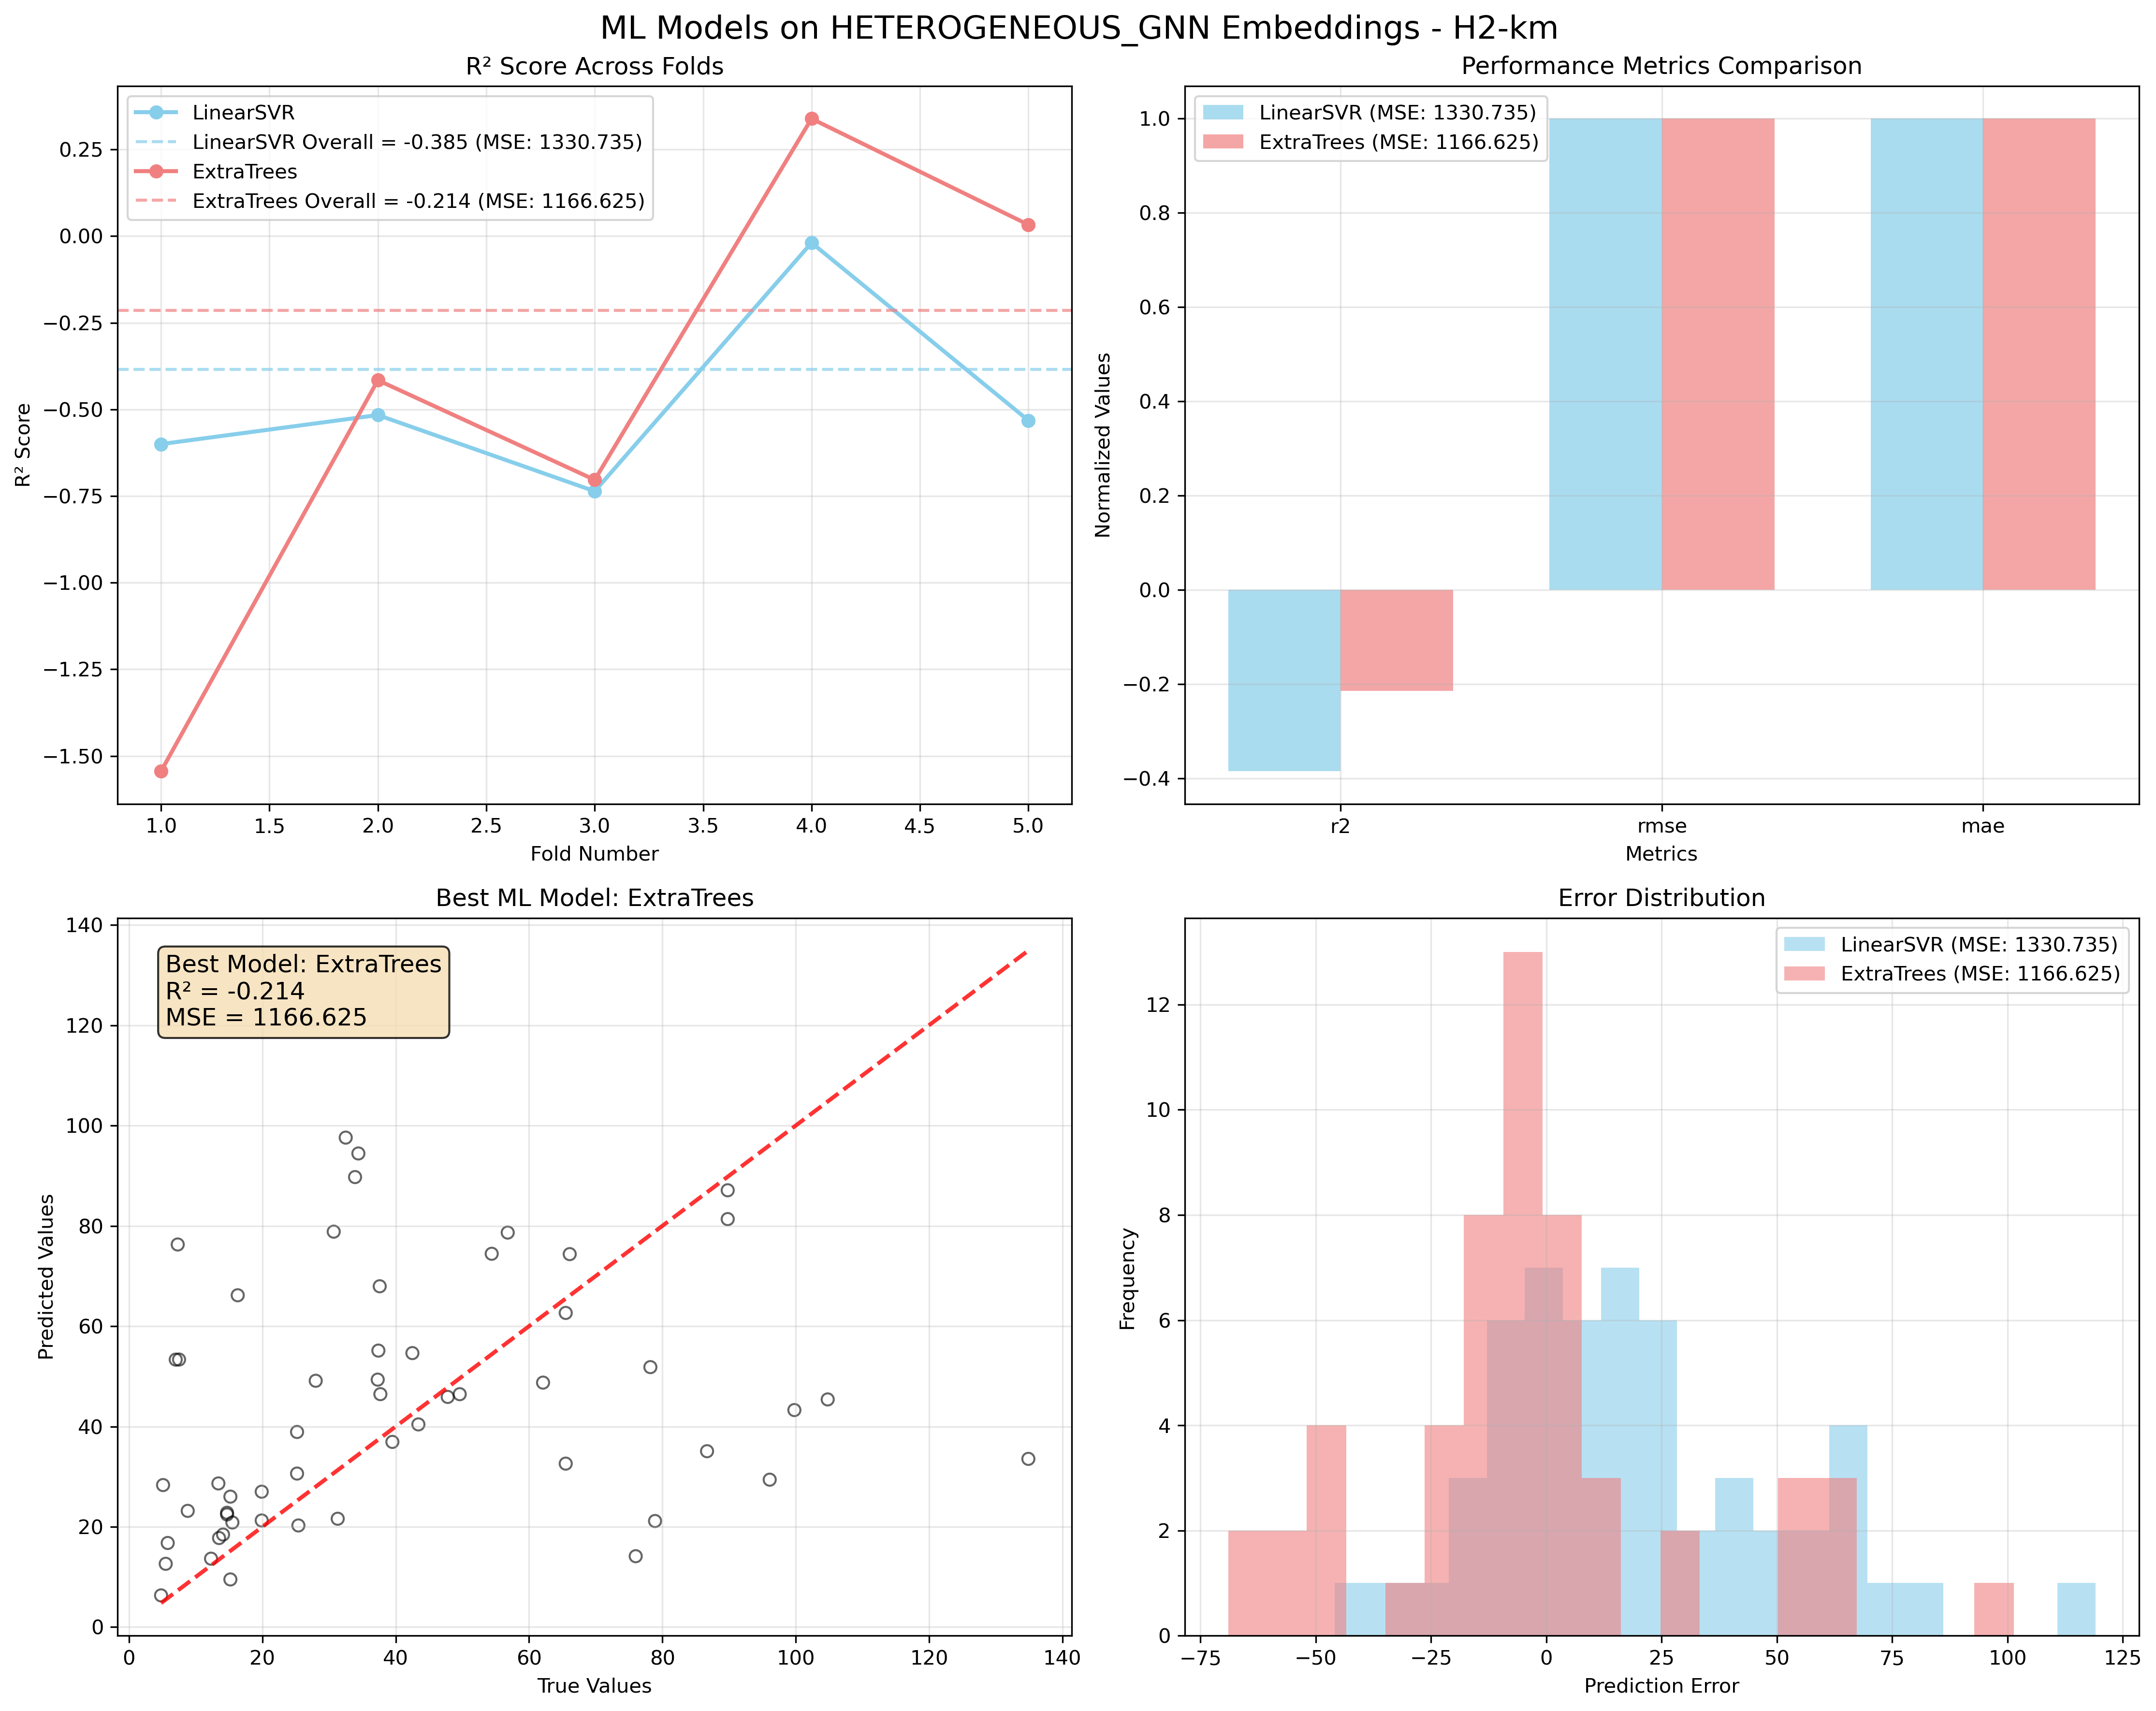 ML Models on HETEROGENEOUS_GNN Embeddings - H2-km
R² Score Across Folds
LinearSVR
LinearSVR Overall = -0.385 (MSE: 1330.735)
ExtraTrees
ExtraTrees Overall = -0.214 (MSE: 1166.625)
R² Score
0.25
0.00
−0.25
−0.50
−0.75
−1.00
−1.25
−1.50
1.0 1.5 2.0 2.5 3.0 3.5 4.0 4.5 5.0
Fold Number
Performance Metrics Comparison
LinearSVR (MSE: 1330.735)
ExtraTrees (MSE: 1166.625)
Normalized Values
1.0
0.8
0.6
0.4
0.2
0.0
−0.2
−0.4
r2 rmse mae
Metrics
Best ML Model: ExtraTrees
Best Model: ExtraTrees
R² = -0.214
MSE = 1166.625
Predicted Values
140
120
100
80
60
40
20
0
0 20 40 60 80 100 120 140
True Values
Error Distribution
LinearSVR (MSE: 1330.735)
ExtraTrees (MSE: 1166.625)
Frequency
12
10
8
6
4
2
0
−75 −50 −25 0 25 50 75 100 125
Prediction Error